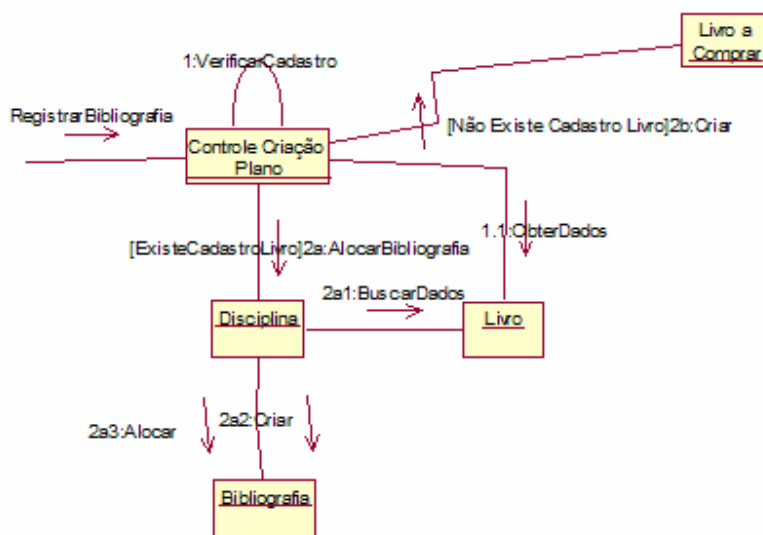 Livro a
Comprar
1:VerificarCadastro
RegistrarBibliografia
[Não Existe Cadastro Livro]2b:Criar
Controle Criação
Plano
1.1:ObterDados
[ExisteCadastroLivro]2a:AlocarBibliografia
2a1:BuscarDados
Disciplina
Livro
2a2:Criar
2a3:Alocar
Bibliografia